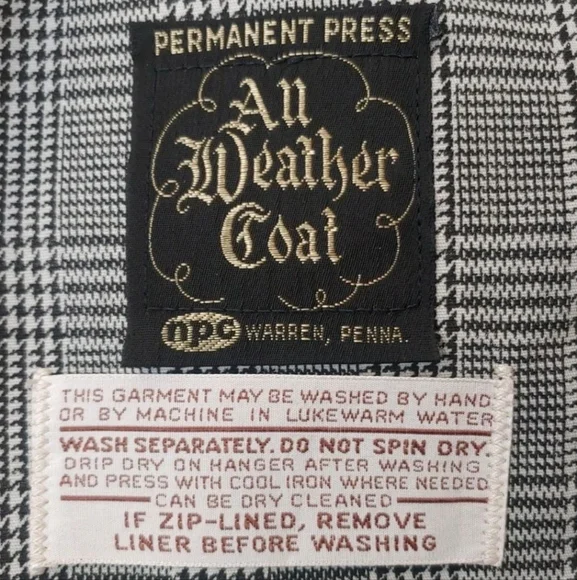 PERMANENT PRESS
All
Weather
Coat
npc WARREN, PENNA.
THIS GARMENT MAY BE WASHED BY HAND
OR BY MACHINE IN LUKEWARM WATER
WASH SEPARATELY. DO NOT SPIN DRY.
DRIP DRY ON HANGER AFTER WASHING
AND PRESS WITH COOL IRON WHERE NEEDED
CAN BE DRY CLEANED
IF ZIP-LINED, REMOVE
LINER BEFORE WASHING